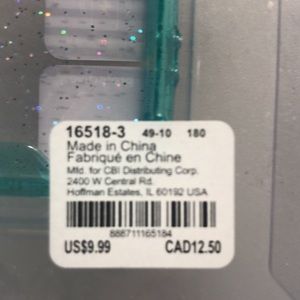 16518-3 49-10 180
Made in China
Fabriqué en Chine
Mfd. for CBI Distributing Corp.
2400 W Central Rd.
Hoffman Estates, IL 60192 USA
888711165184
US$9.99 CAD12.50